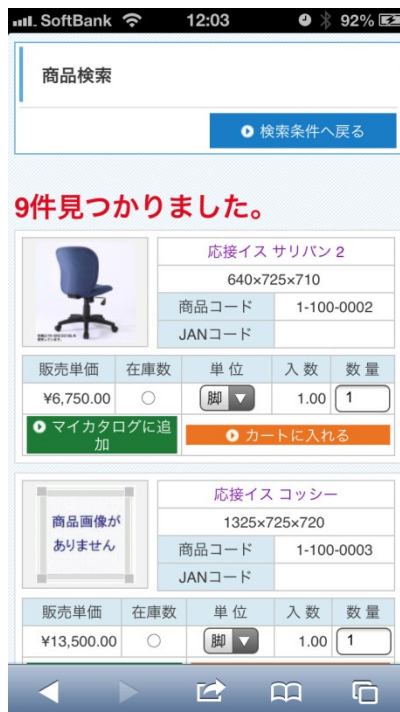 SoftBank 12:03 92%
商品検索
検索条件へ戻る
9件見つかりました。
応接イス サリバン 2
640×725×710
商品コード 1-100-0002
JANコード
販売単価 在庫数 単 位 入 数 数 量
¥6,750.00 ○ 脚 1.00 1
マイカタログに追
加
カートに入れる
応接イス コッシー
商品画像が
ありません
1325×725×720
商品コード 1-100-0003
JANコード
販売単価 在庫数 単 位 入 数 数 量
¥13,500.00 ○ 脚 1.00 1